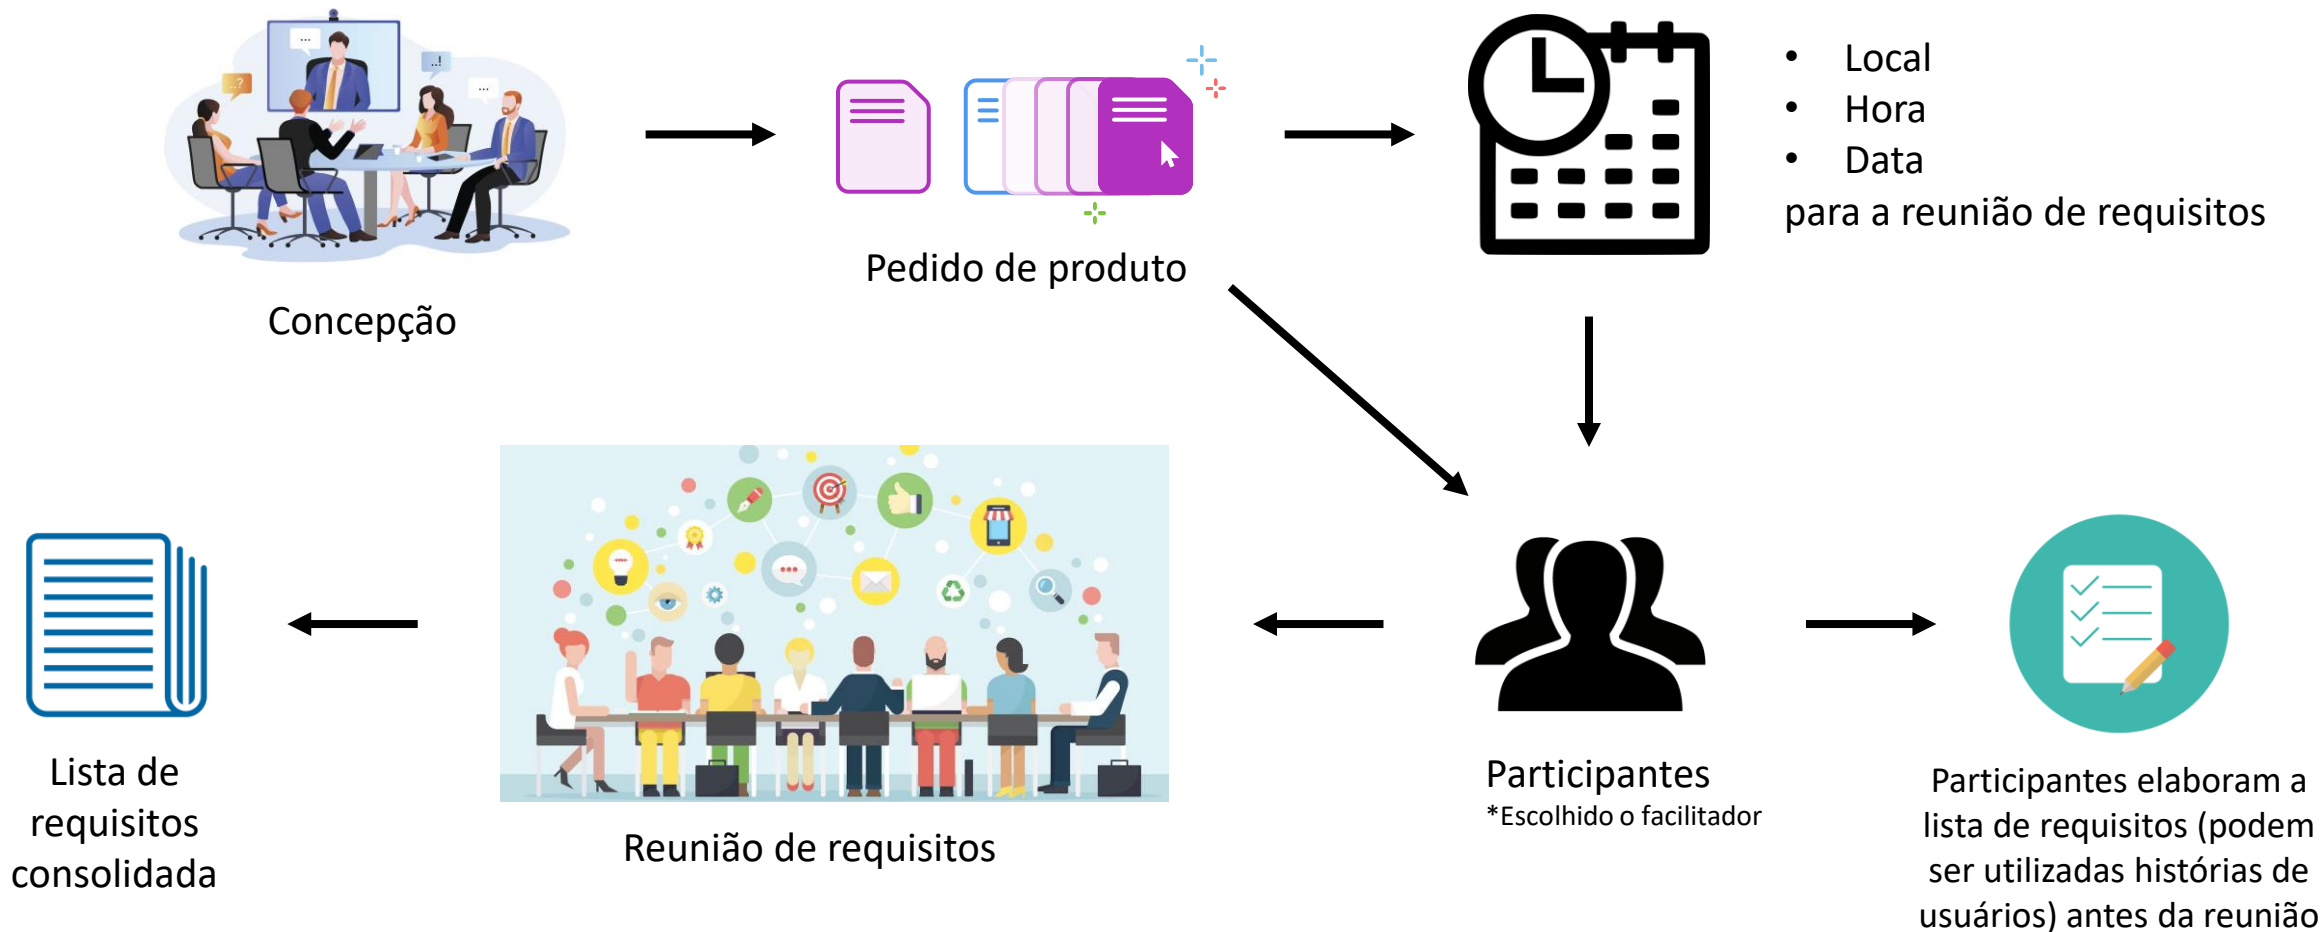 • Local
• Hora
• Data
para a reunião de requisitos
Pedido de produto
Concepção
Lista de
requisitos
consolidada
Reunião de requisitos
Participantes
*Escolhido o facilitador
Participantes elaboram a
lista de requisitos (podem
ser utilizadas histórias de
usuários) antes da reunião